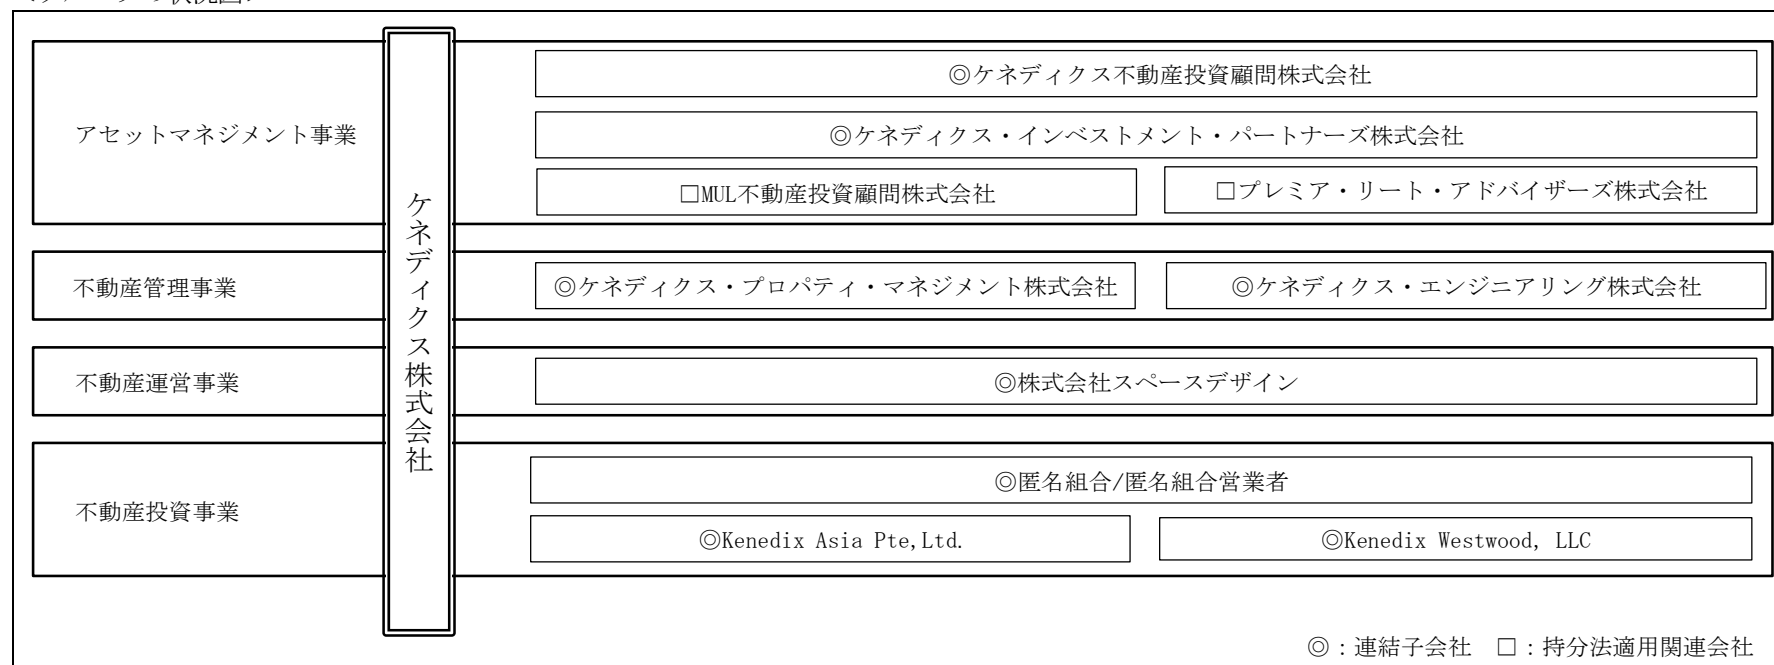 アセットマネジメント事業
ケネディクス株式会社
◎ケネディクス不動産投資顧問株式会社
◎ケネディクス・インベストメント・パートナーズ株式会社
□MUL不動産投資顧問株式会社
□プレミア・リート・アドバイザーズ株式会社
不動産管理事業
◎ケネディクス・プロパティ・マネジメント株式会社
◎ケネディクス・エンジニアリング株式会社
不動産運営事業
◎株式会社スペースデザイン
不動産投資事業
◎匿名組合/匿名組合営業者
◎Kenedix Asia Pte,Ltd.
◎Kenedix Westwood, LLC
◎：連結子会社　□：持分法適用関連会社